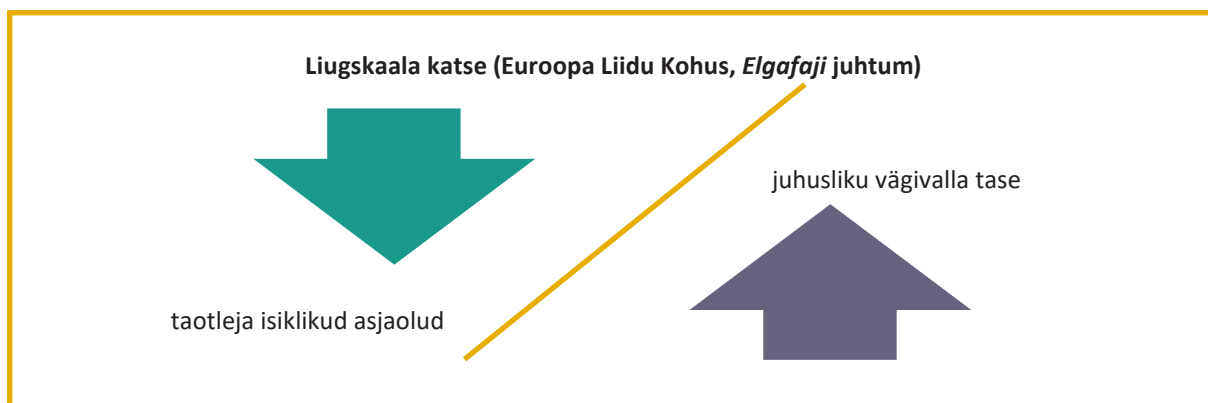 Liugskaala katse (Euroopa Liidu Kohus, Elgafaji juhtum)
juhusliku vägivalla tase
taotleja isiklikud asjaolud